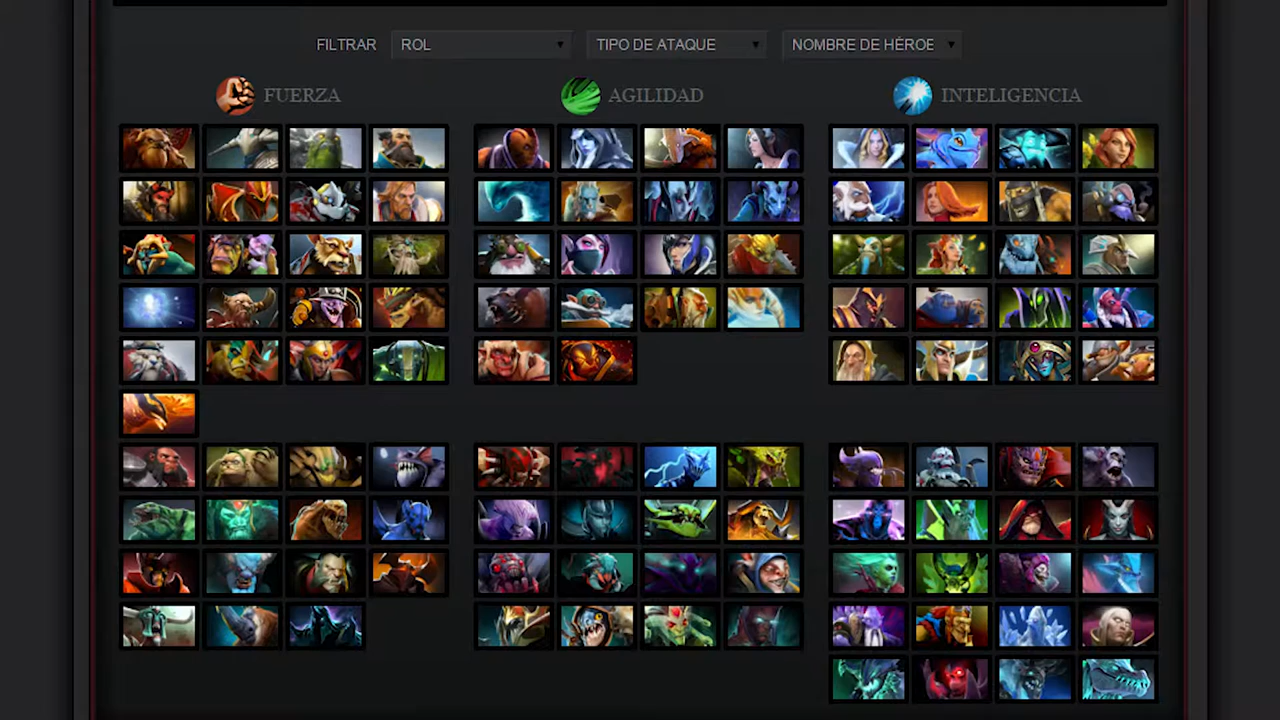 FILTRAR ROL TIPO DE ATAQUE NOMBRE DE HÉROE
FUERZA AGILIDAD INTELIGENCIA